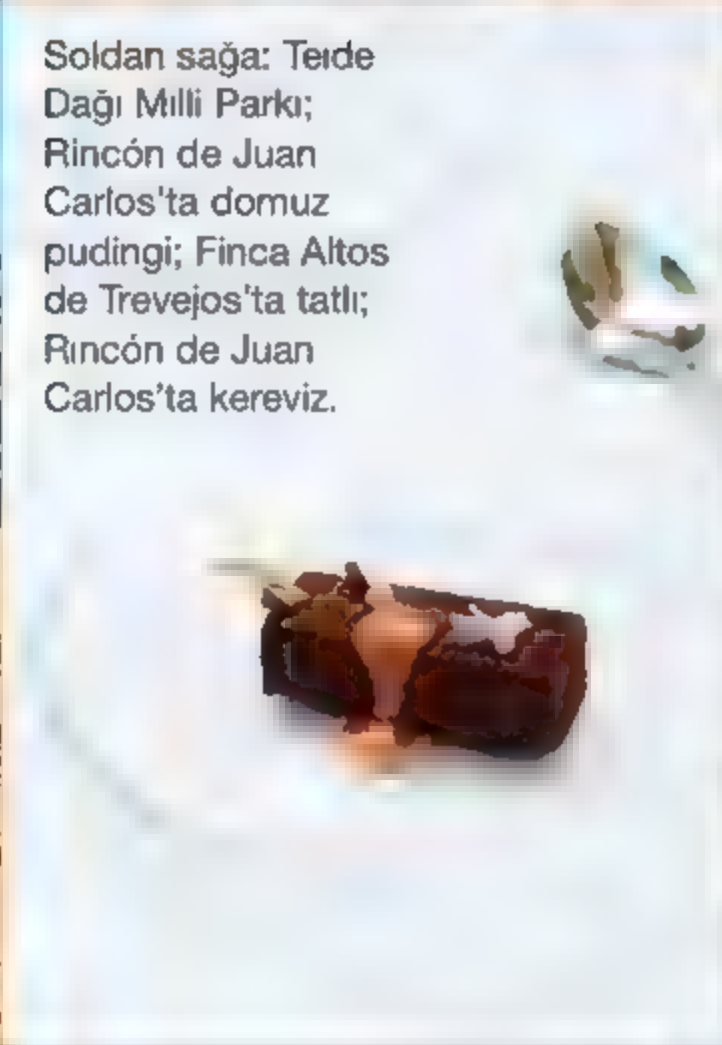 Soldan sağa: Teide
Dağı Milli Parkı;
Rincón de Juan
Carlos'ta domuz
pudingi; Finca Altos
de Trevejos'ta tatlı;
Rincón de Juan
Carlos'ta kereviz.